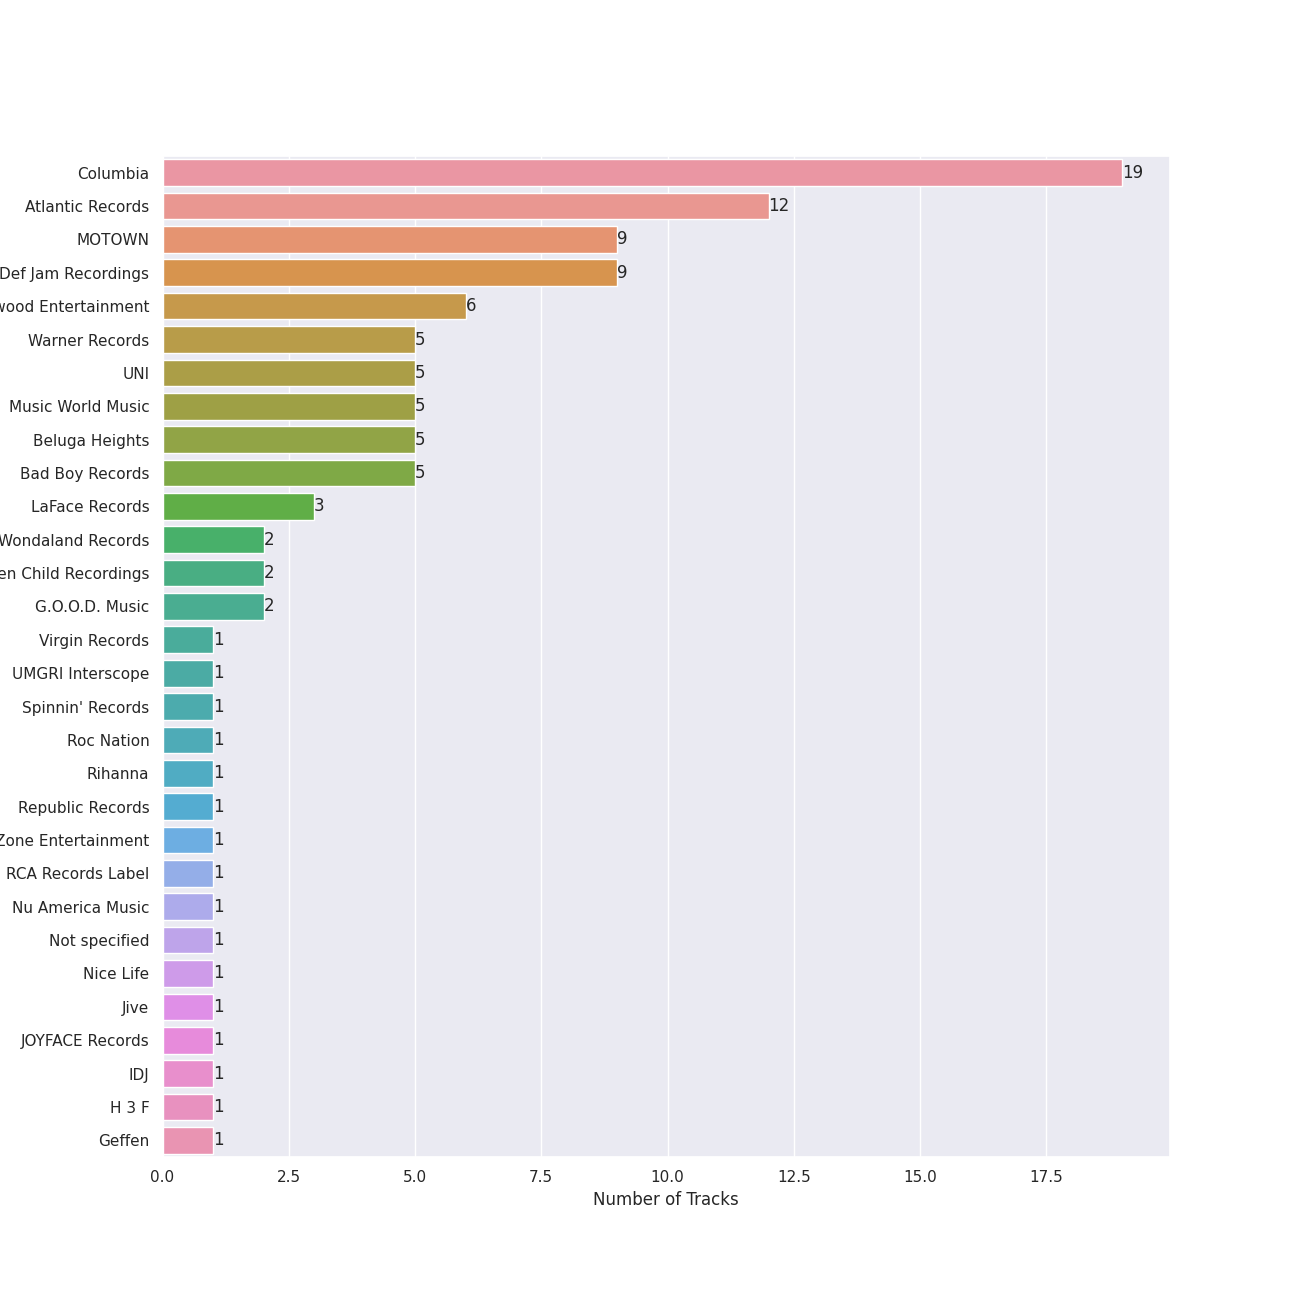 Columbia 19
Atlantic Records 12
MOTOWN 9
Def Jam Recordings 9
wood Entertainment 6
Warner Records 5
UNI 5
Music World Music 5
Beluga Heights 5
Bad Boy Records 5
LaFace Records 3
Wondaland Records 2
en Child Recordings 2
G.O.O.D. Music 2
Virgin Records 1
UMGRI Interscope 1
Spinnin' Records 1
Roc Nation 1
Rihanna 1
Republic Records 1
Zone Entertainment 1
RCA Records Label 1
Nu America Music 1
Not specified 1
Nice Life 1
Jive 1
JOYFACE Records 1
IDJ 1
H 3 F 1
Geffen 1
0.0 2.5 5.0 7.5 10.0 12.5 15.0 17.5
Number of Tracks